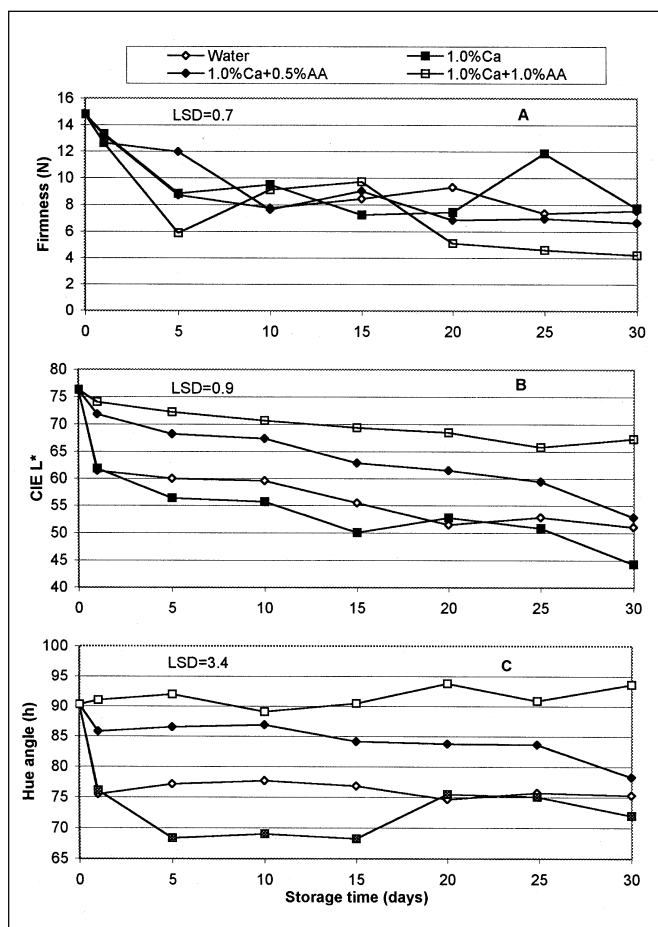 Water 1.0%Ca
1.0%Ca+0.5%AA 1.0%Ca+1.0%AA
LSD=0.7 A
Firmness (N)
16
14
12
10
8
6
4
2
0
0 5 10 15 20 25 30
LSD=0.9 B
CIE L*
80
75
70
65
60
55
50
45
40
0 5 10 15 20 25 30
LSD=3.4 C
Hue angle (h)
100
95
90
85
80
75
70
65
0 5 10 15 20 25 30
Storage time (days)